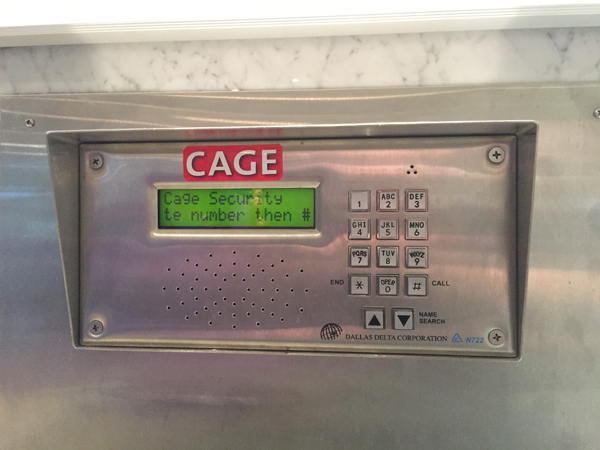 CAGE
Cage Security
te number then #
1 ABC 2 DEF 3
GHI 4 JKL 5 MNO 6
PQRS 7 TUV 8 WXYZ 9
END * OPER 0 # CALL
NAME
SEARCH
DALLAS DELTA CORPORATION N722